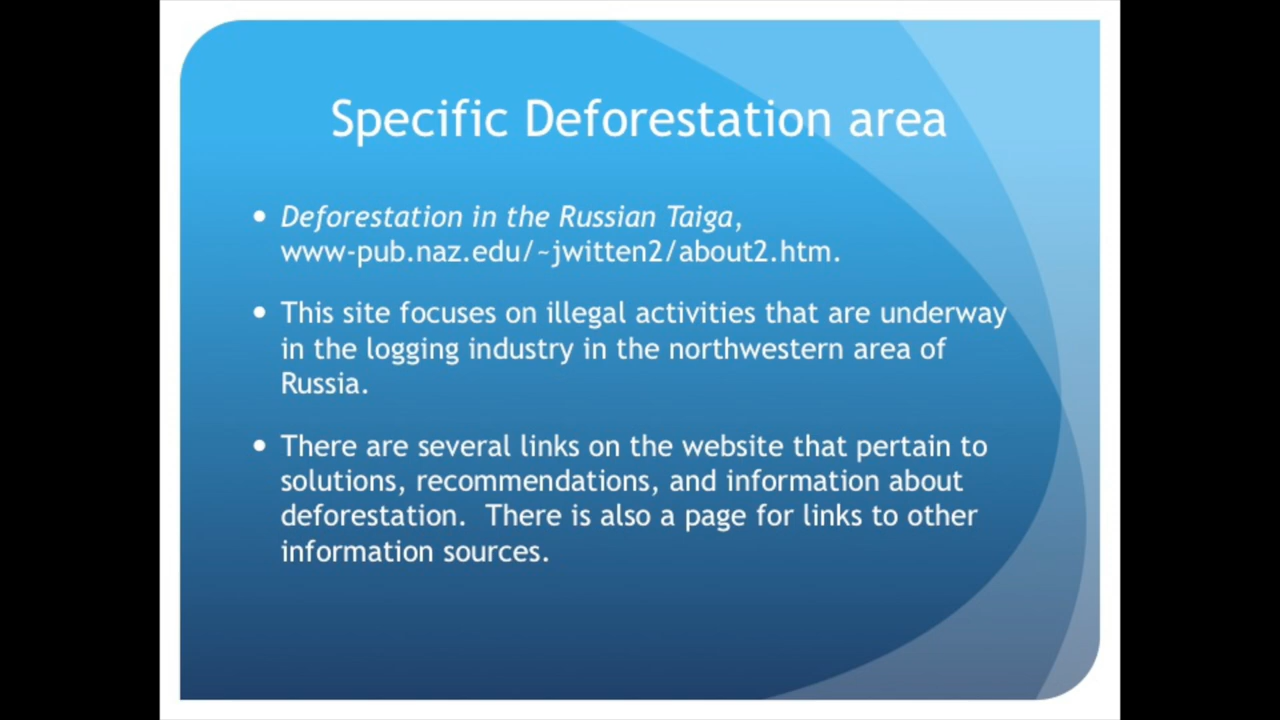 Specific Deforestation area
• Deforestation in the Russian Taiga,
www-pub.naz.edu/~jwitten2/about2.htm.
• This site focuses on illegal activities that are underway
in the logging industry in the northwestern area of
Russia.
• There are several links on the website that pertain to
solutions, recommendations, and information about
deforestation.  There is also a page for links to other
information sources.